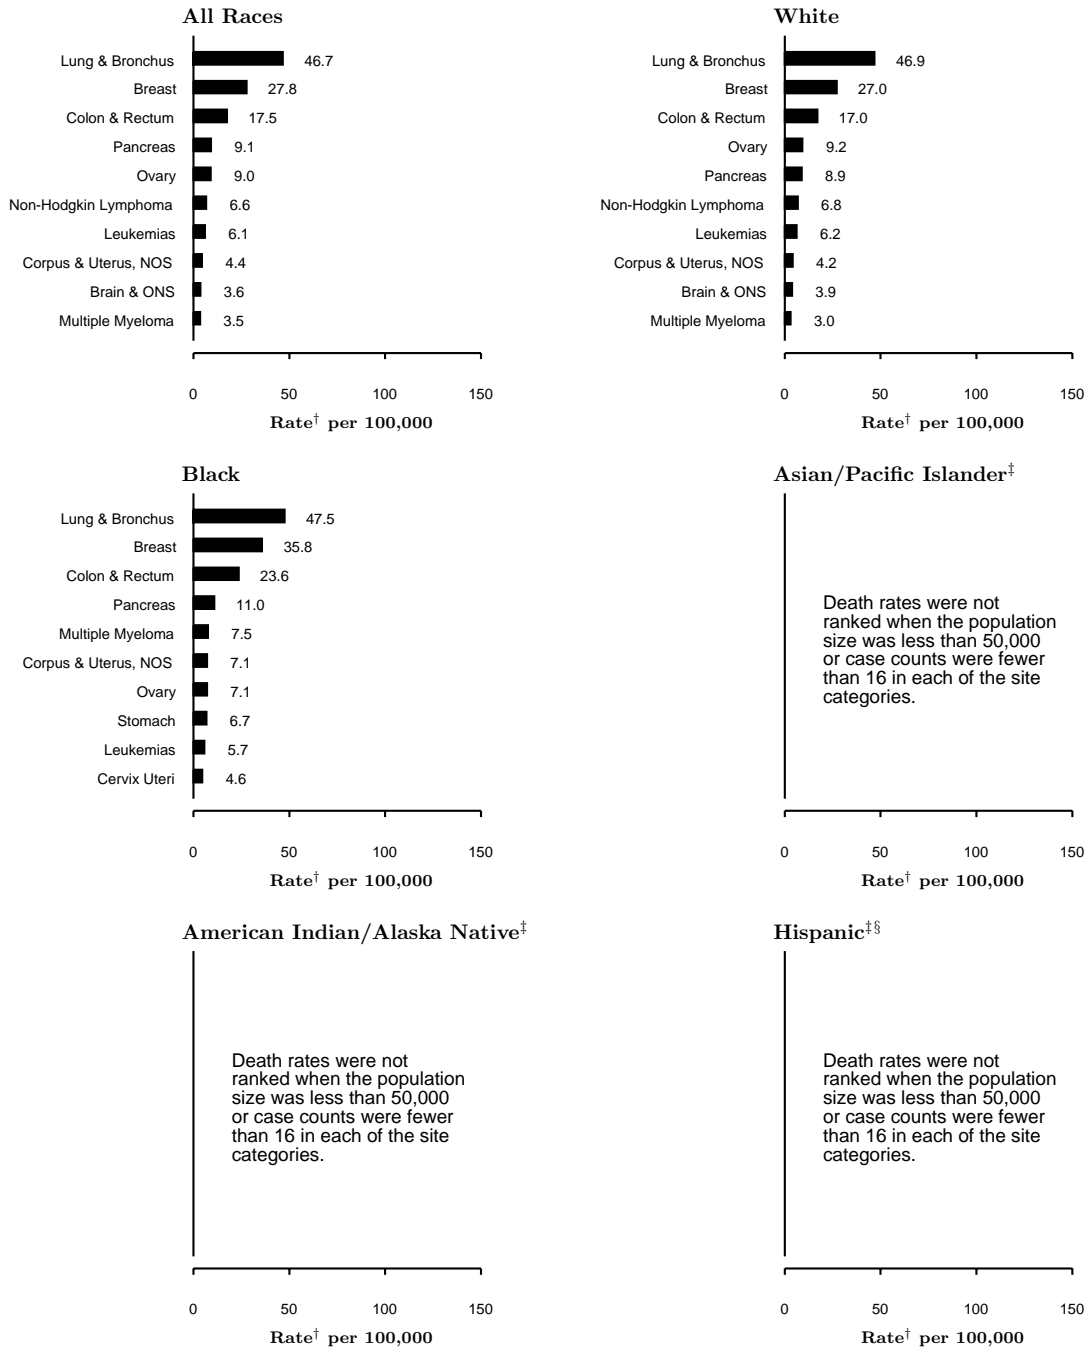 All Races
Lung & Bronchus 46.7
Breast 27.8
Colon & Rectum 17.5
Pancreas 9.1
Ovary 9.0
Non-Hodgkin Lymphoma 6.6
Leukemias 6.1
Corpus & Uterus, NOS 4.4
Brain & ONS 3.6
Multiple Myeloma 3.5
0 50 100 150
Rate† per 100,000
White
Lung & Bronchus 46.9
Breast 27.0
Colon & Rectum 17.0
Ovary 9.2
Pancreas 8.9
Non-Hodgkin Lymphoma 6.8
Leukemias 6.2
Corpus & Uterus, NOS 4.2
Brain & ONS 3.9
Multiple Myeloma 3.0
0 50 100 150
Rate† per 100,000
Black
Lung & Bronchus 47.5
Breast 35.8
Colon & Rectum 23.6
Pancreas 11.0
Multiple Myeloma 7.5
Corpus & Uterus, NOS 7.1
Ovary 7.1
Stomach 6.7
Leukemias 5.7
Cervix Uteri 4.6
0 50 100 150
Rate† per 100,000
Asian/Pacific Islander‡
Death rates were not
ranked when the population
size was less than 50,000
or case counts were fewer
than 16 in each of the site
categories.
0 50 100 150
Rate† per 100,000
American Indian/Alaska Native‡
Death rates were not
ranked when the population
size was less than 50,000
or case counts were fewer
than 16 in each of the site
categories.
0 50 100 150
Rate† per 100,000
Hispanic‡§
Death rates were not
ranked when the population
size was less than 50,000
or case counts were fewer
than 16 in each of the site
categories.
0 50 100 150
Rate† per 100,000